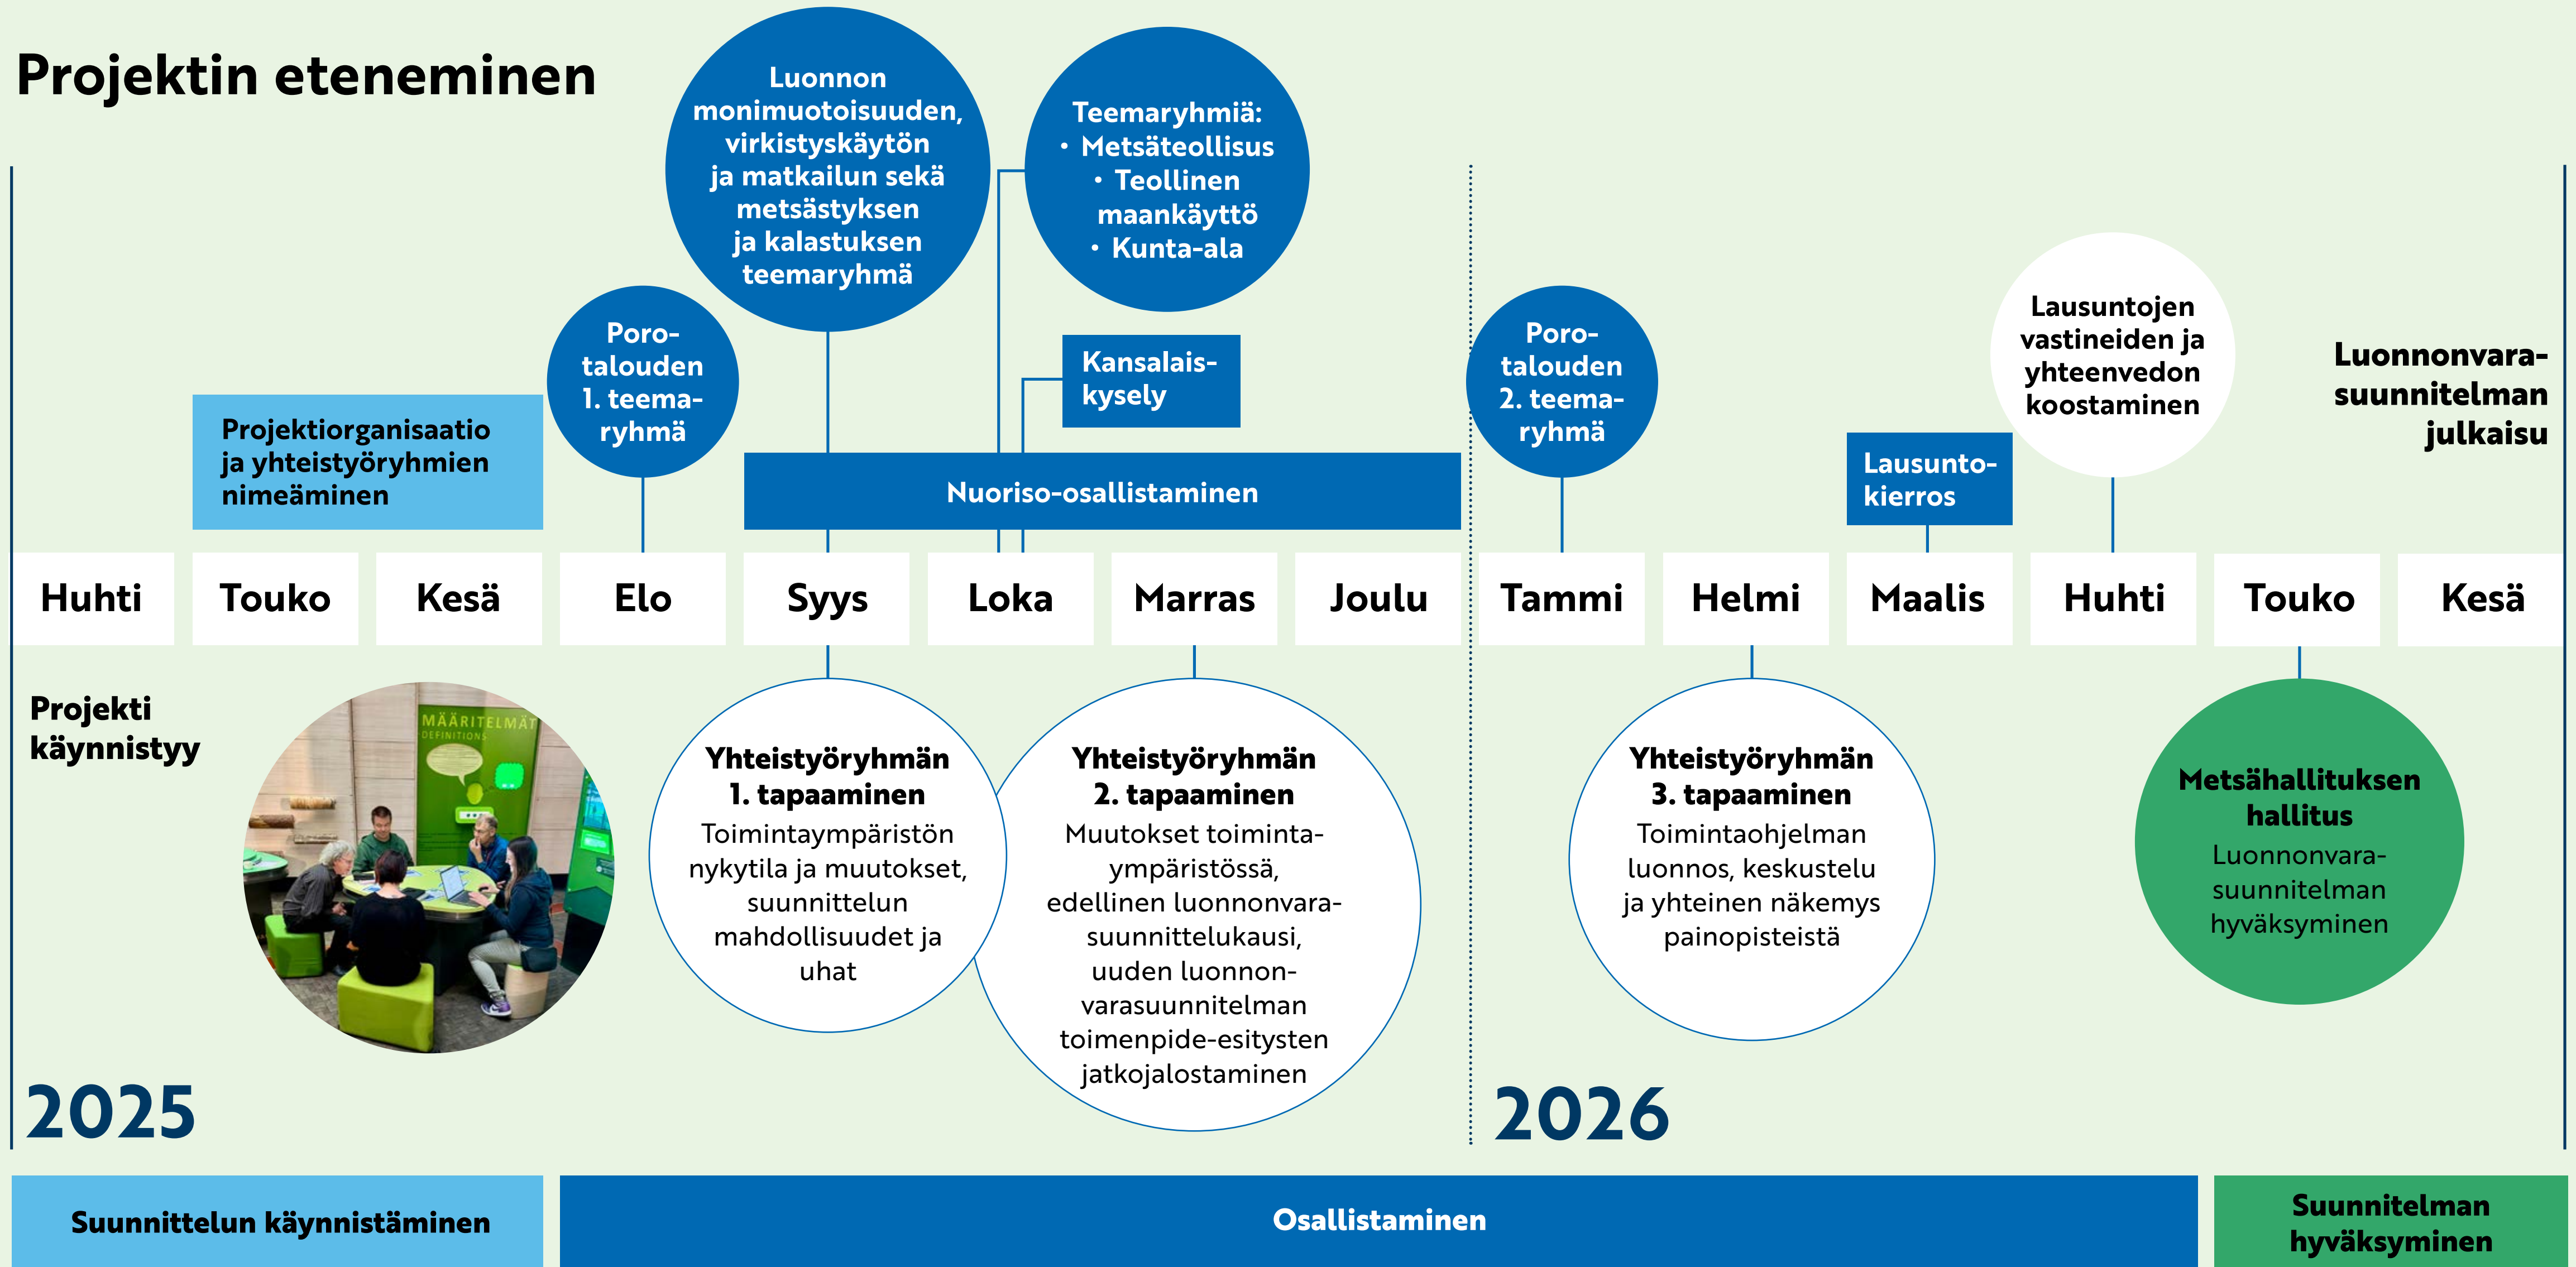 Projektin eteneminen
Luonnon
monimuotoisuuden,
virkistyskäytön
ja matkailun sekä
metsästyksen
ja kalastuksen
teemaryhmä
Teemaryhmiä:
• Metsäteollisus
• Teollinen
maankäyttö
• Kunta-ala
Poro-
talouden
1. teema-
ryhmä
Kansalais-
kysely
Poro-
talouden
2. teema-
ryhmä
Lausuntojen
vastineiden ja
yhteenvedon
koostaminen
Luonnonvara-
suunnitelman
julkaisu
Projektiorganisaatio
ja yhteistyöryhmien
nimeäminen
Nuoriso-osallistaminen
Lausunto-
kierros
Huhti
Touko
Kesä
Elo
Syys
Loka
Marras
Joulu
Tammi
Helmi
Maalis
Huhti
Touko
Kesä
Projekti
käynnistyy
MÄÄRITELMÄT
DEFINITIONS
Yhteistyöryhmän
1. tapaaminen
Toimintaympäristön
nykytila ja muutokset,
suunnittelun
mahdollisuudet ja
uhat
Yhteistyöryhmän
2. tapaaminen
Muutokset toiminta-
ympäristössä,
edellinen luonnonvara-
suunnittelukausi,
uuden luonnon-
varasuunnitelman
toimenpide-esitysten
jatkojalostaminen
Yhteistyöryhmän
3. tapaaminen
Toimintaohjelman
luonnos, keskustelu
ja yhteinen näkemys
painopisteistä
Metsähallituksen
hallitus
Luonnonvara-
suunnitelman
hyväksyminen
2025
2026
Suunnittelun käynnistäminen
Osallistaminen
Suunnitelman
hyväksyminen